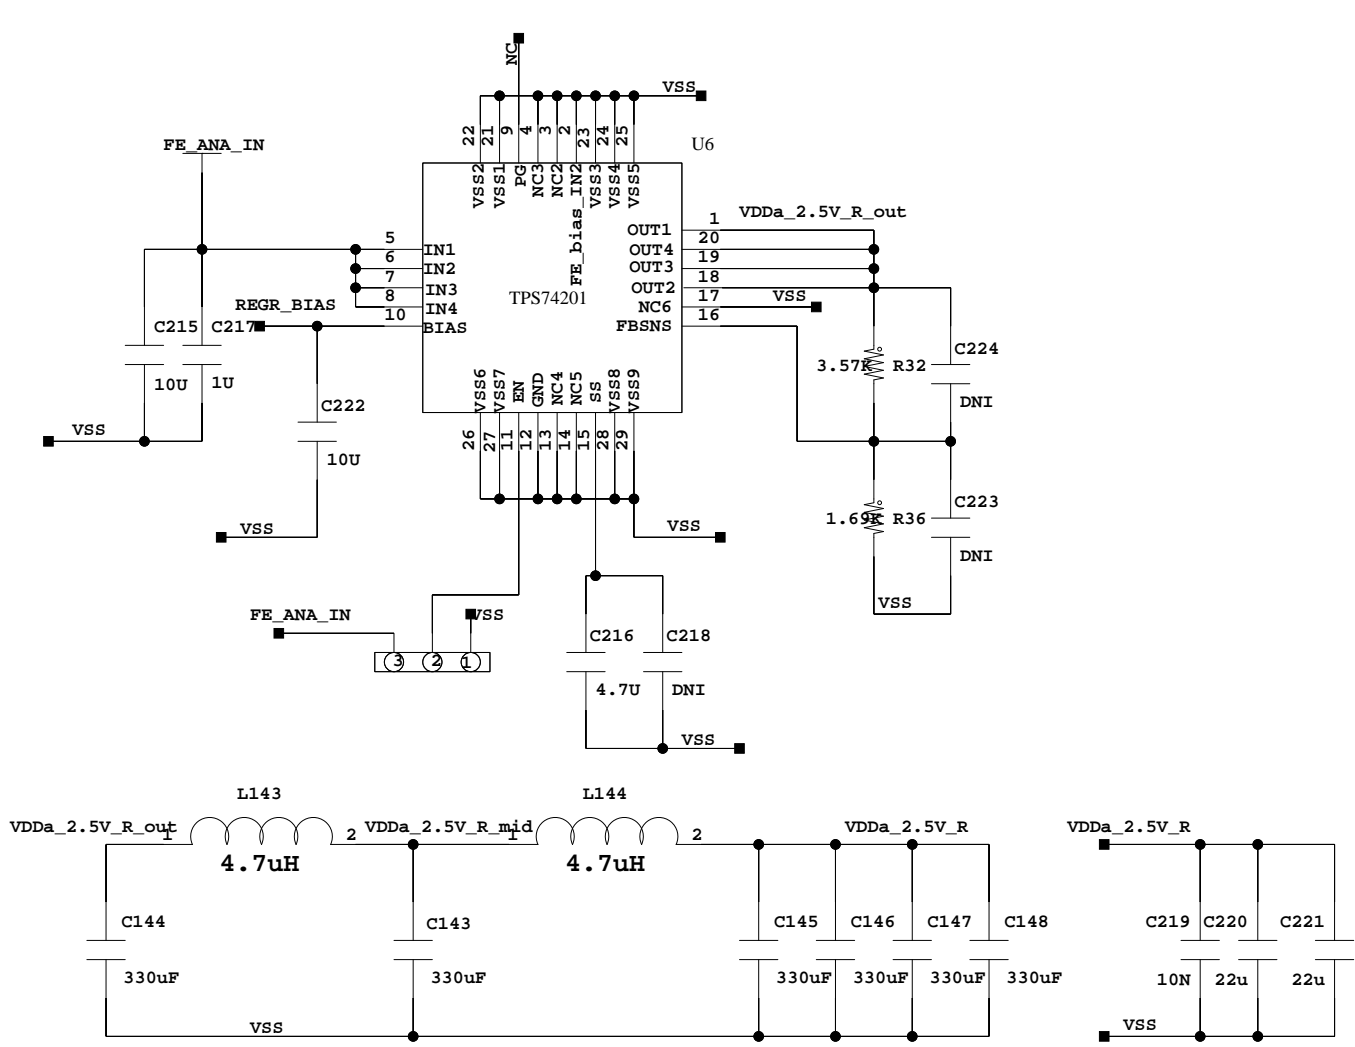 NC
VSS
22
21
9
4
3
2
23
24
25
U6
FE_ANA_IN
VSS2
VSS1
PG
NC3
NC2
FE_bias_IN2
VSS3
VSS4
VSS5
VDDa_2.5V_R_out
5 IN1
6 IN2
7 IN3
8 IN4
10 BIAS
OUT1 1
OUT4 20
OUT3 19
OUT2 18
NC6 17 VSS
FBSNS 16
TPS74201
REGR_BIAS
C215 C217
10U 1U
VSS
C222
10U
VSS
3.57K R32
C224
DNI
1.69K R36
C223
DNI
VSS
VSS6
VSS7
EN
GND
NC4
NC5
SS
VSS8
VSS9
26
27
11
12
13
14
15
28
29
VSS
FE_ANA_IN
VSS
3 2 1
C216 C218
4.7U DNI
VSS
L143 L144
VDDa_2.5V_R_out 1 2 VDDa_2.5V_R_mid 1 2 VDDa_2.5V_R VDDa_2.5V_R
4.7uH 4.7uH
C144 C143 C145 C146 C147 C148 C219 C220 C221
330uF 330uF 330uF 330uF 330uF 330uF 10N 22u 22u
VSS VSS